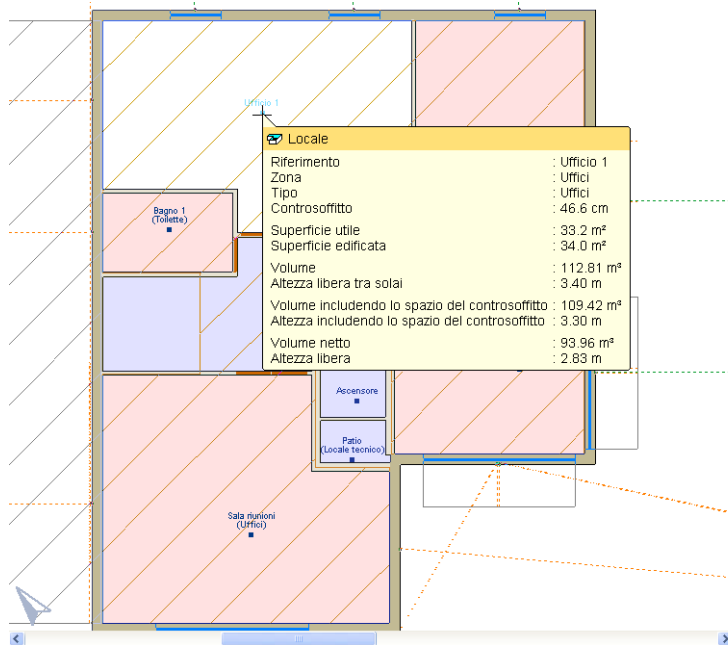 Ufficio 1
Locale
Riferimento : Ufficio 1
Zona : Uffici
Tipo : Uffici
Controsoffitto : 46.6 cm
Superficie utile : 33.2 m²
Superficie edificata : 34.0 m²
Volume : 112.81 m³
Altezza libera tra solai : 3.40 m
Volume includendo lo spazio del controsoffitto : 109.42 m³
Altezza includendo lo spazio del controsoffitto : 3.30 m
Volume netto : 93.96 m³
Altezza libera : 2.83 m
Bagno 1
(Toilette)
Ascensore
Patio
(Locale tecnico)
Sala riunioni
(Uffici)